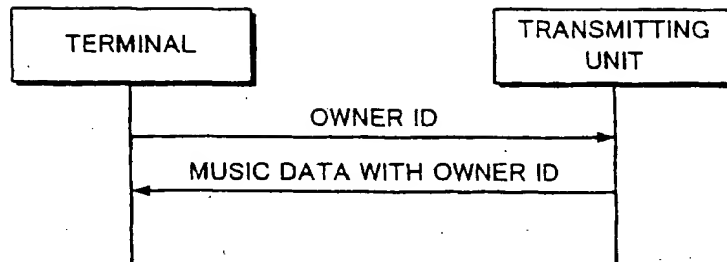 TERMINAL
TRANSMITTING
UNIT
OWNER ID
MUSIC DATA WITH OWNER ID